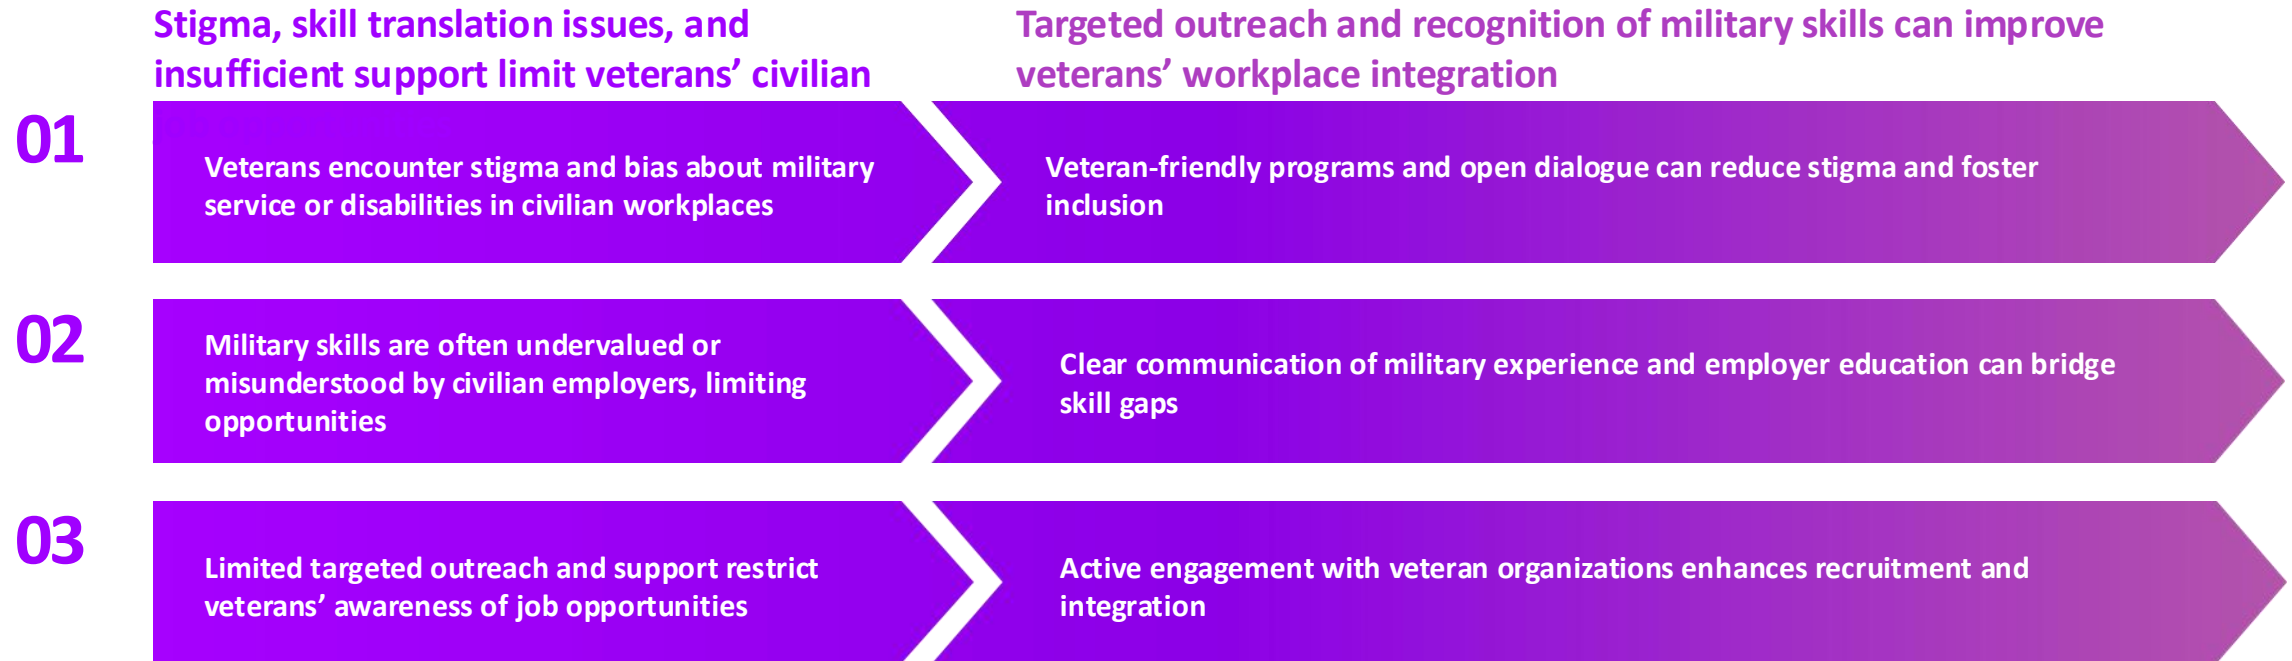 Stigma, skill translation issues, and
insufficient support limit veterans’ civilian
Targeted outreach and recognition of military skills can improve
veterans’ workplace integration
01
Veterans encounter stigma and bias about military
service or disabilities in civilian workplaces
Veteran-friendly programs and open dialogue can reduce stigma and foster
inclusion
02
Military skills are often undervalued or
misunderstood by civilian employers, limiting
opportunities
Clear communication of military experience and employer education can bridge
skill gaps
03
Limited targeted outreach and support restrict
veterans’ awareness of job opportunities
Active engagement with veteran organizations enhances recruitment and
integration